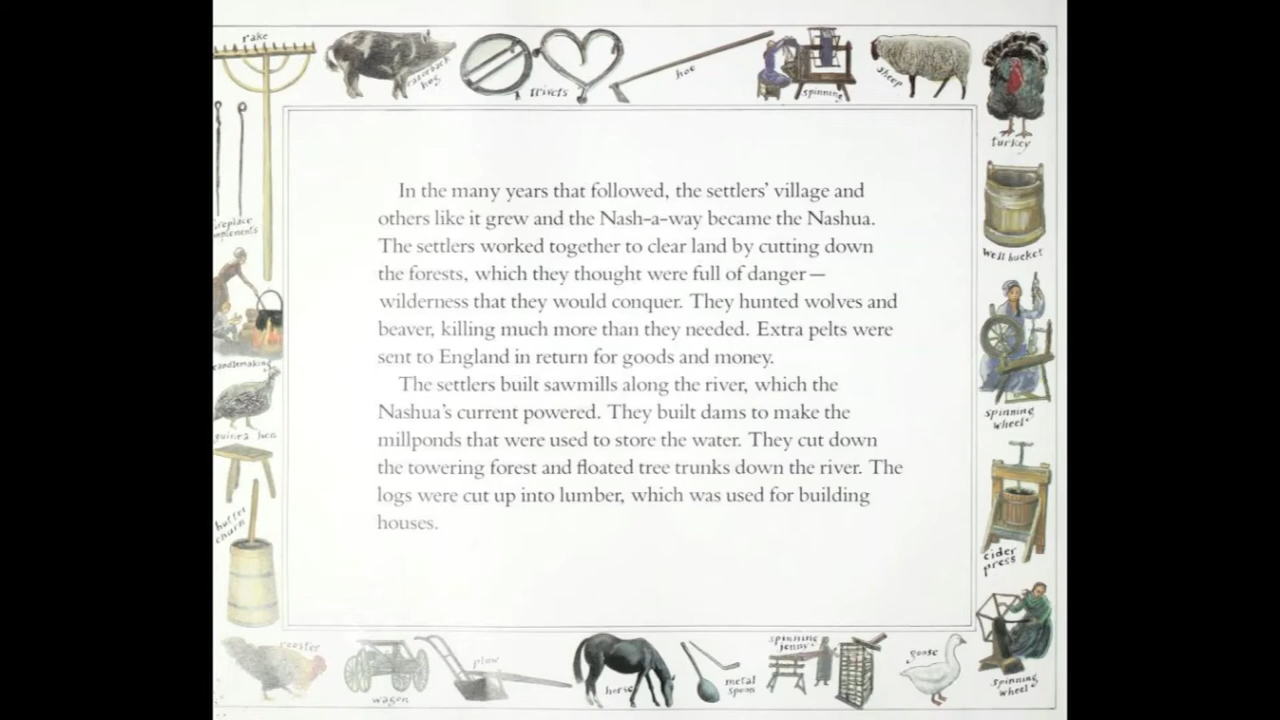 rake
razorback
hog
trivets
hoe
spinning
sheep
turkey
fireplace
implements
well bucket
In the many years that followed, the settlers’ village and
others like it grew and the Nash-a-way became the Nashua.
The settlers worked together to clear land by cutting down
the forests, which they thought were full of danger—
wilderness that they would conquer. They hunted wolves and
beaver, killing much more than they needed. Extra pelts were
sent to England in return for goods and money.
The settlers built sawmills along the river, which the
Nashua’s current powered. They built dams to make the
millponds that were used to store the water. They cut down
the towering forest and floated tree trunks down the river. The
logs were cut up into lumber, which was used for building
houses.
candlemaking
guinea hen
spinning
wheel
butter
churn
cider
press
rooster
wagon
plow
horse
metal
spoon
spinning
jenny
goose
spinning
wheel